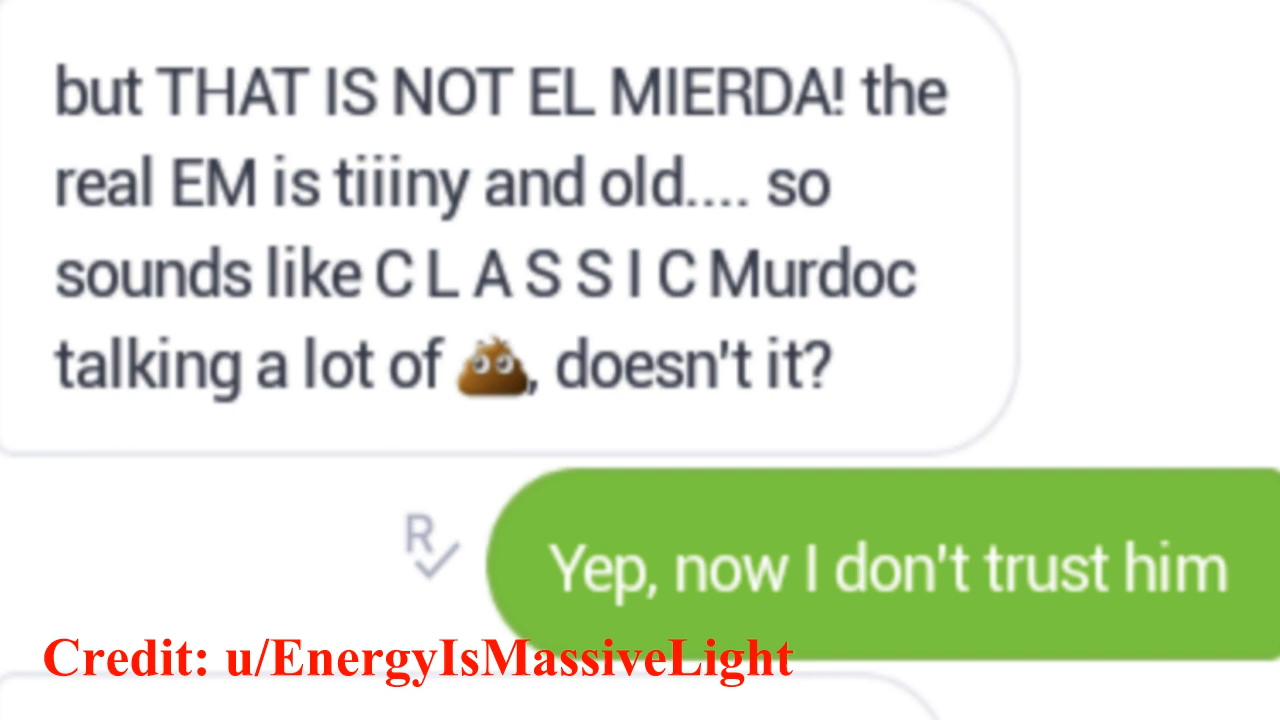 but THAT IS NOT EL MIERDA! the
real EM is tiiiny and old.... so
sounds like C L A S S I C Murdoc
talking a lot of 💩, doesn't it?
R
Yep, now I don't trust him
Credit: u/EnergyIsMassiveLight